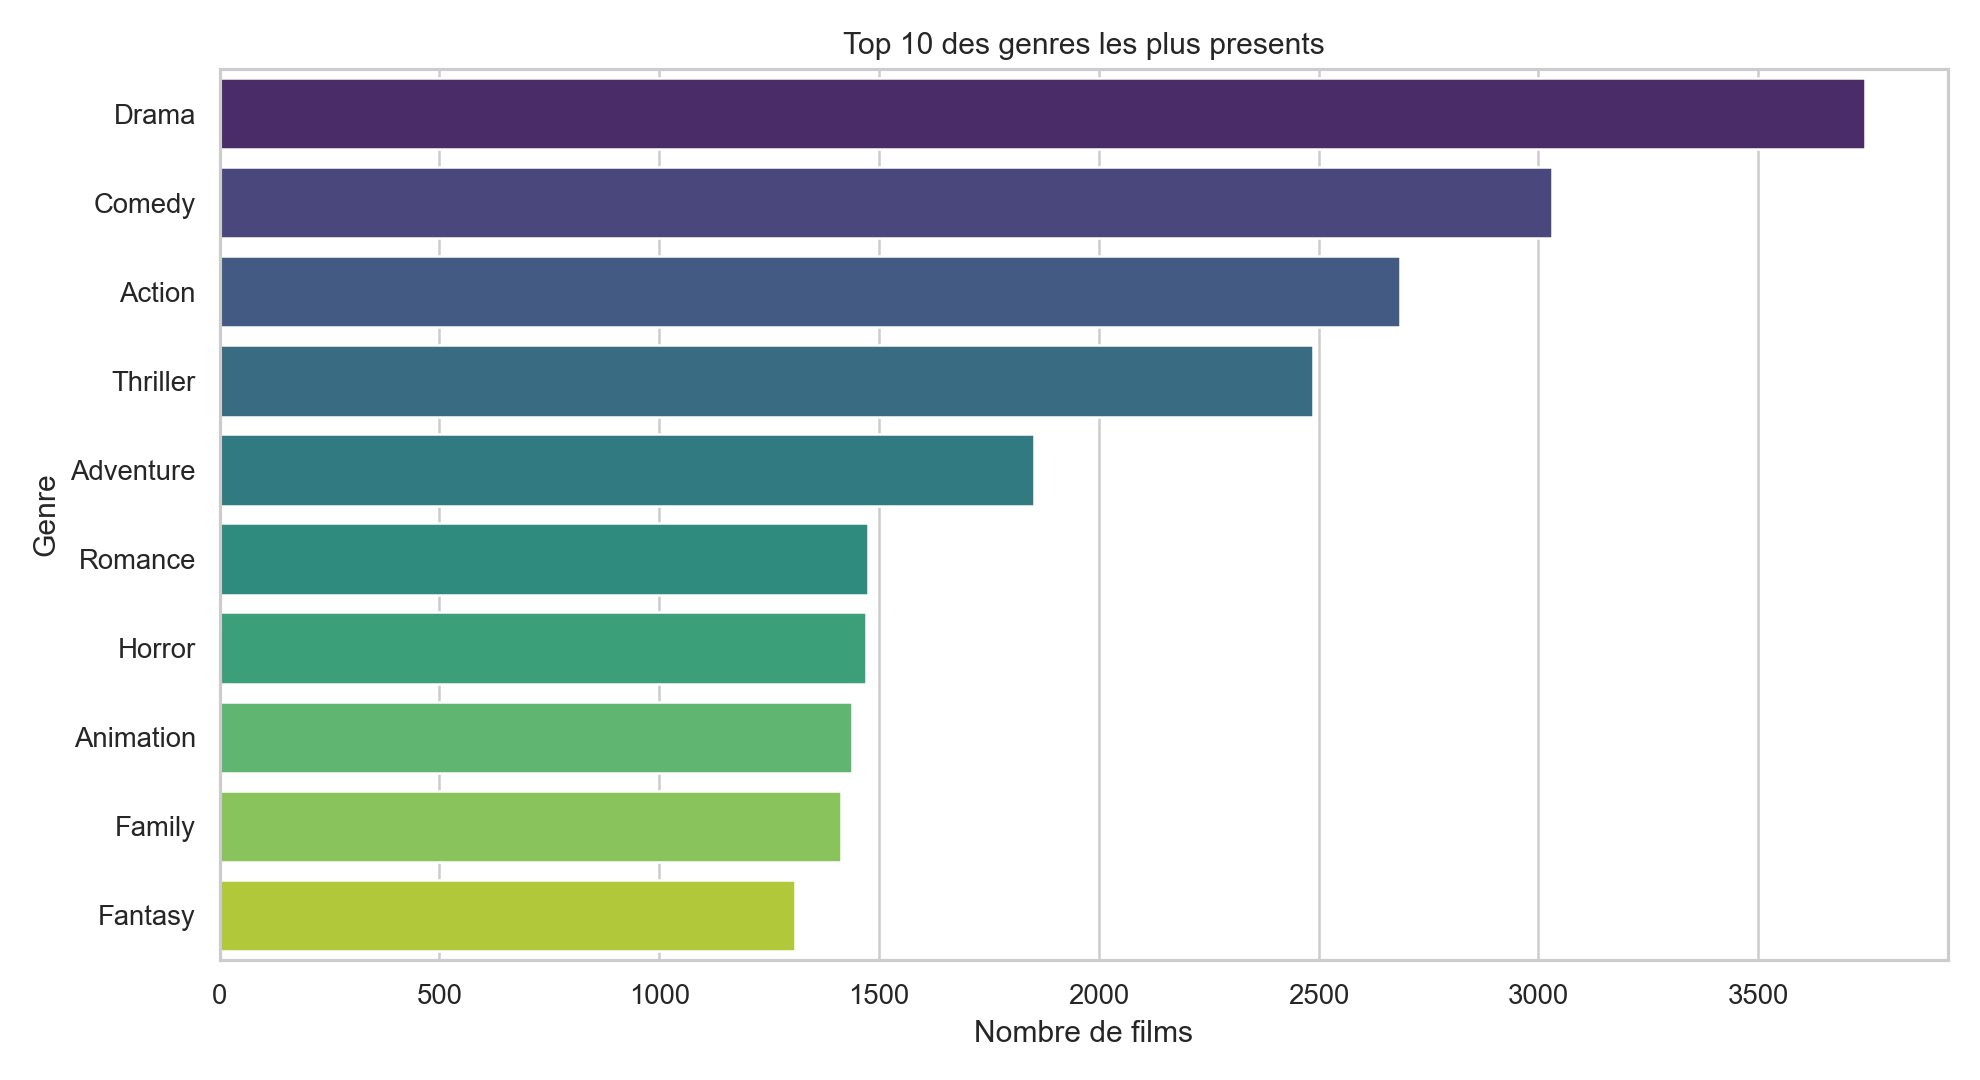 Top 10 des genres les plus presents
Genre
Drama
Comedy
Action
Thriller
Adventure
Romance
Horror
Animation
Family
Fantasy
0 500 1000 1500 2000 2500 3000 3500
Nombre de films